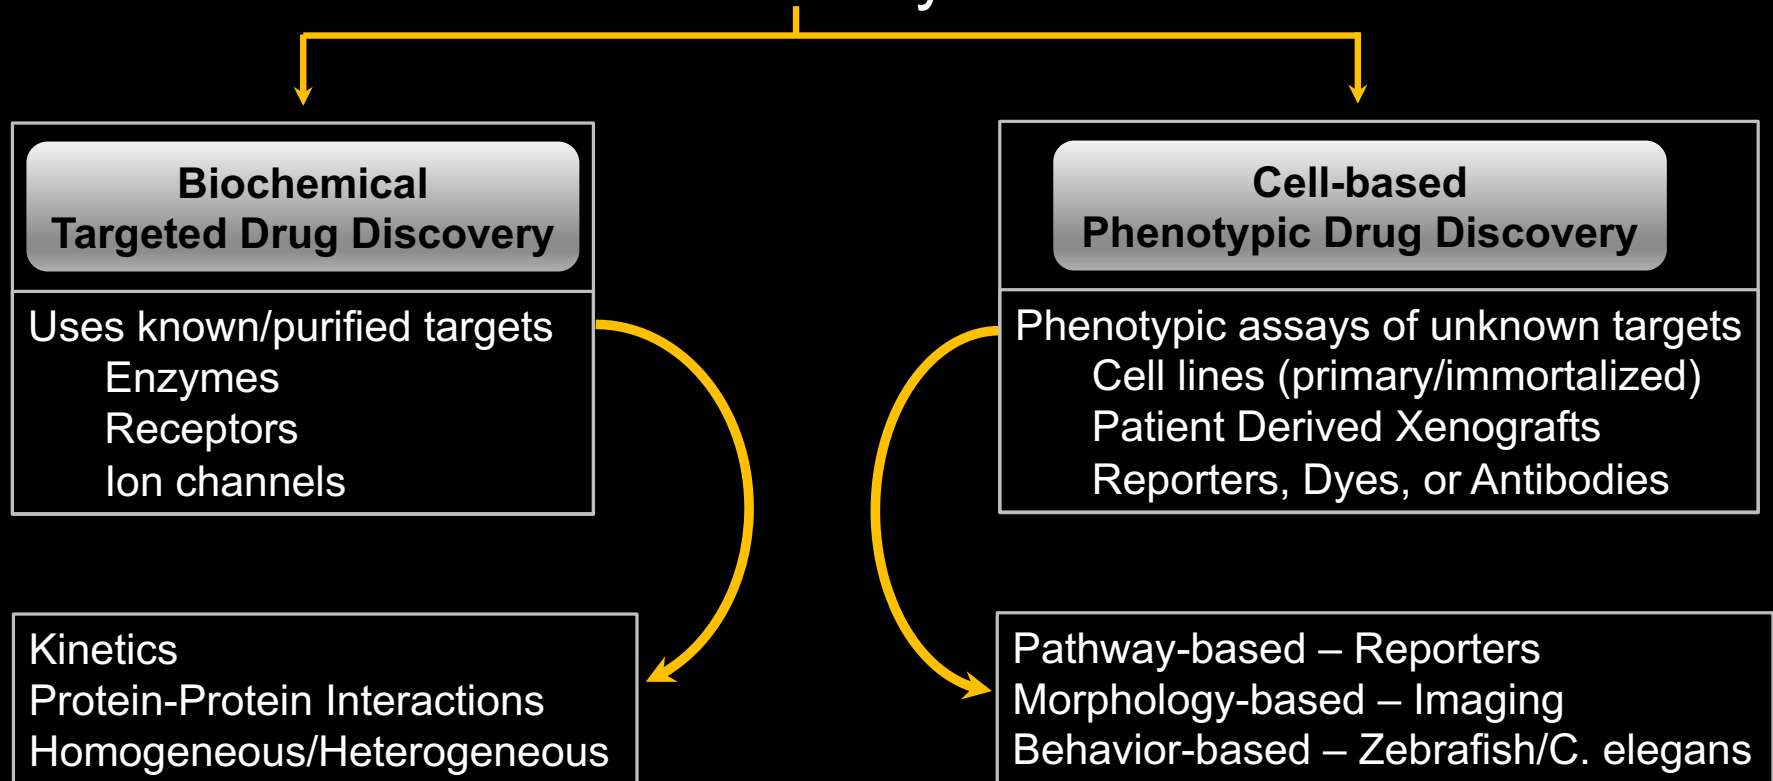 Biochemical
Targeted Drug Discovery
Uses known/purified targets
Enzymes
Receptors
Ion channels
Kinetics
Protein-Protein Interactions
Homogeneous/Heterogeneous
Cell-based
Phenotypic Drug Discovery
Phenotypic assays of unknown targets
Cell lines (primary/immortalized)
Patient Derived Xenografts
Reporters, Dyes, or Antibodies
Pathway-based – Reporters
Morphology-based – Imaging
Behavior-based – Zebrafish/C. elegans